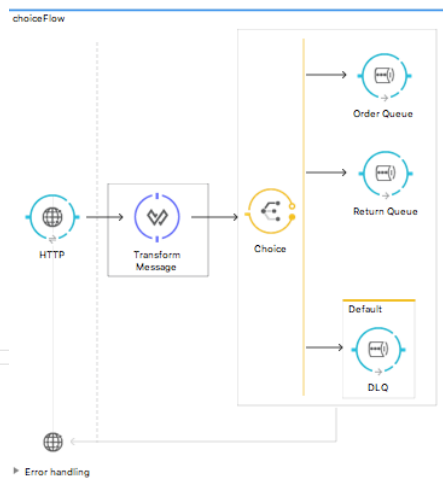 choiceFlow
Order Queue
Return Queue
HTTP
Transform
Message
Choice
Default
DLQ
Error handling